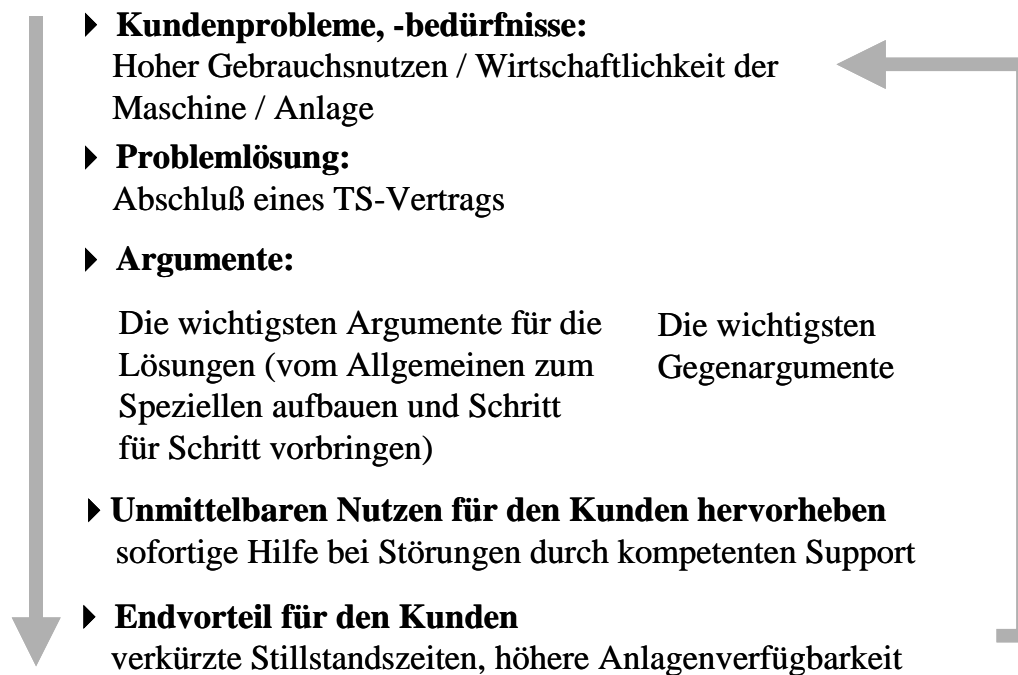 Kundenprobleme, -bedürfnisse:
Hoher Gebrauchsnutzen / Wirtschaftlichkeit der
Maschine / Anlage
Problemlösung:
Abschluß eines TS-Vertrags
Argumente:
Die wichtigsten Argumente für die
Lösungen (vom Allgemeinen zum
Speziellen aufbauen und Schritt
für Schritt vorbringen)
Die wichtigsten
Gegenargumente
Unmittelbaren Nutzen für den Kunden hervorheben
sofortige Hilfe bei Störungen durch kompetenten Support
Endvorteil für den Kunden
verkürzte Stillstandszeiten, höhere Anlagenverfügbarkeit